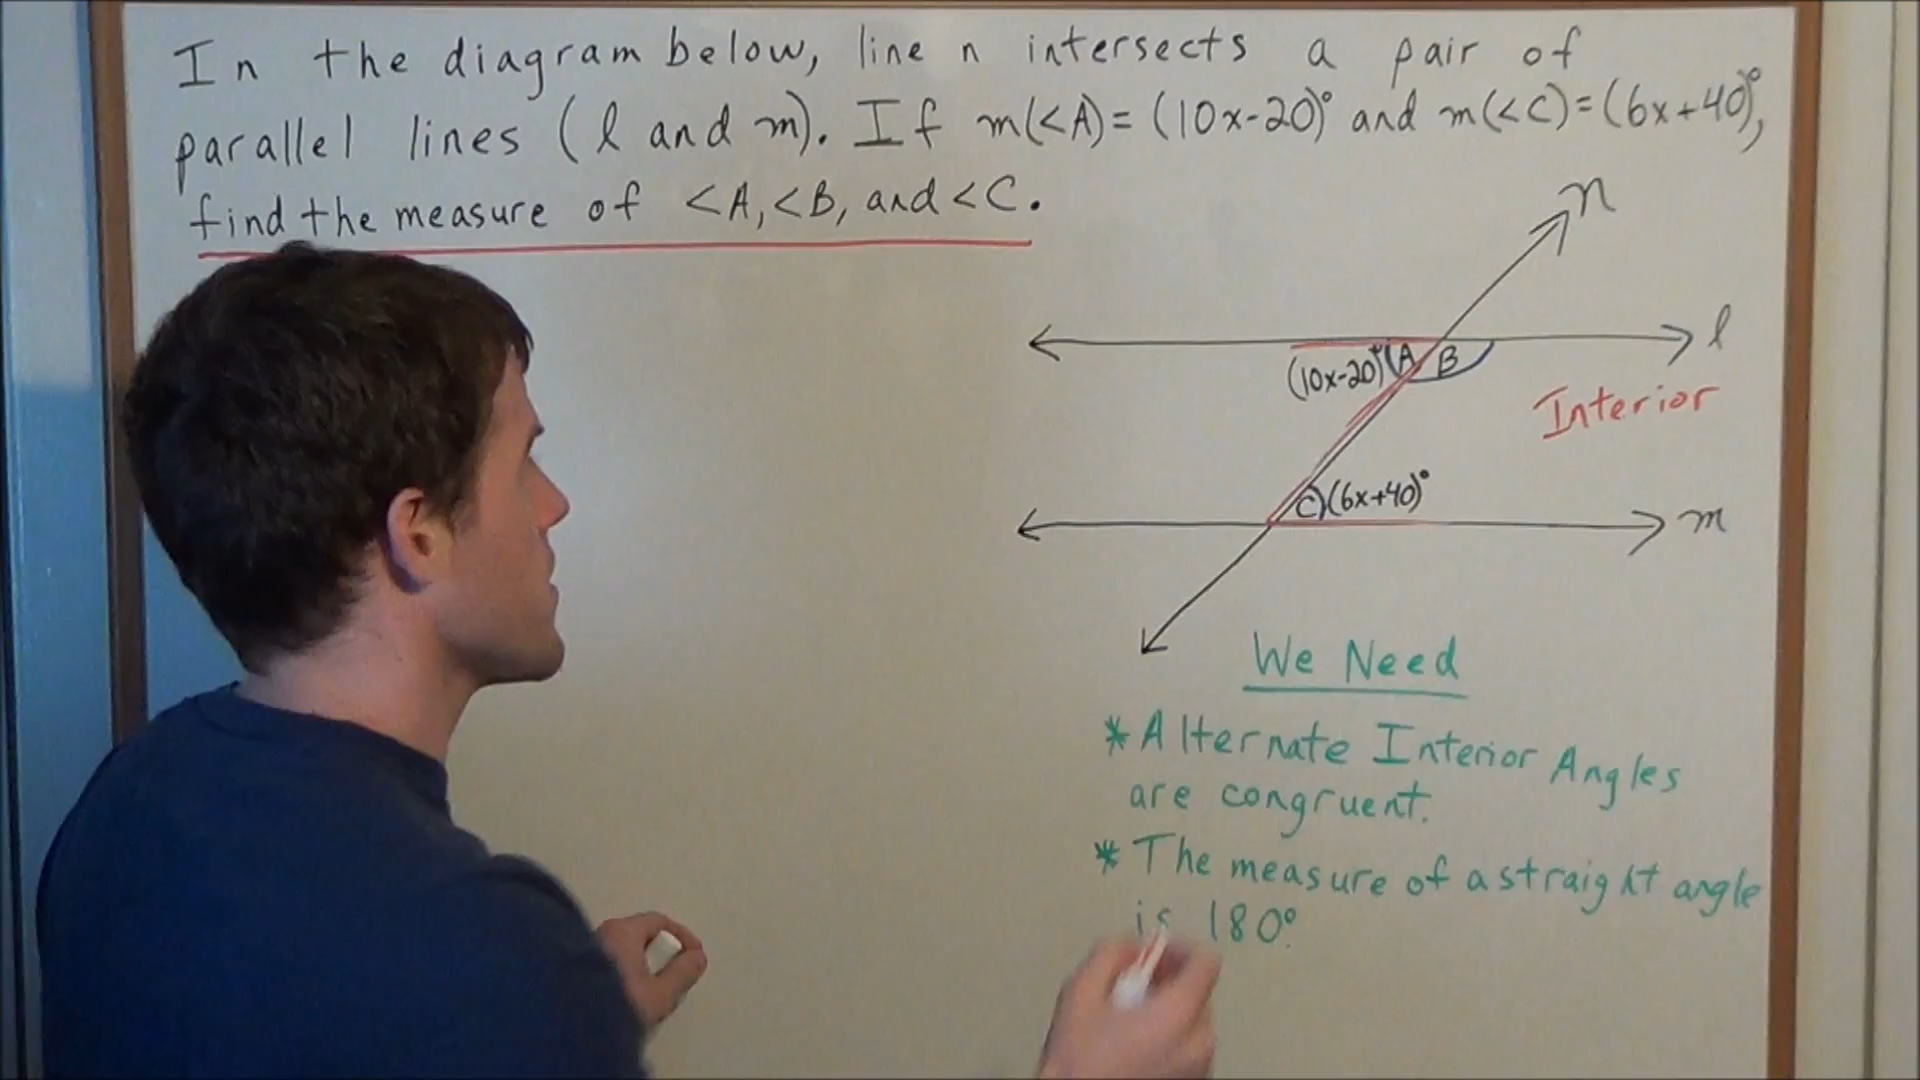 In the diagram below, line n intersects a pair of
parallel lines (l and m). If m(<A)=(10x-20)° and m(<C)=(6x+40)°,
find the measure of <A, <B, and <C.
n
l
(10x-20)° A B
Interior
C (6x+40)°
m
We Need
* Alternate Interior Angles
are congruent.
* The measure of a straight angle
is 180°.